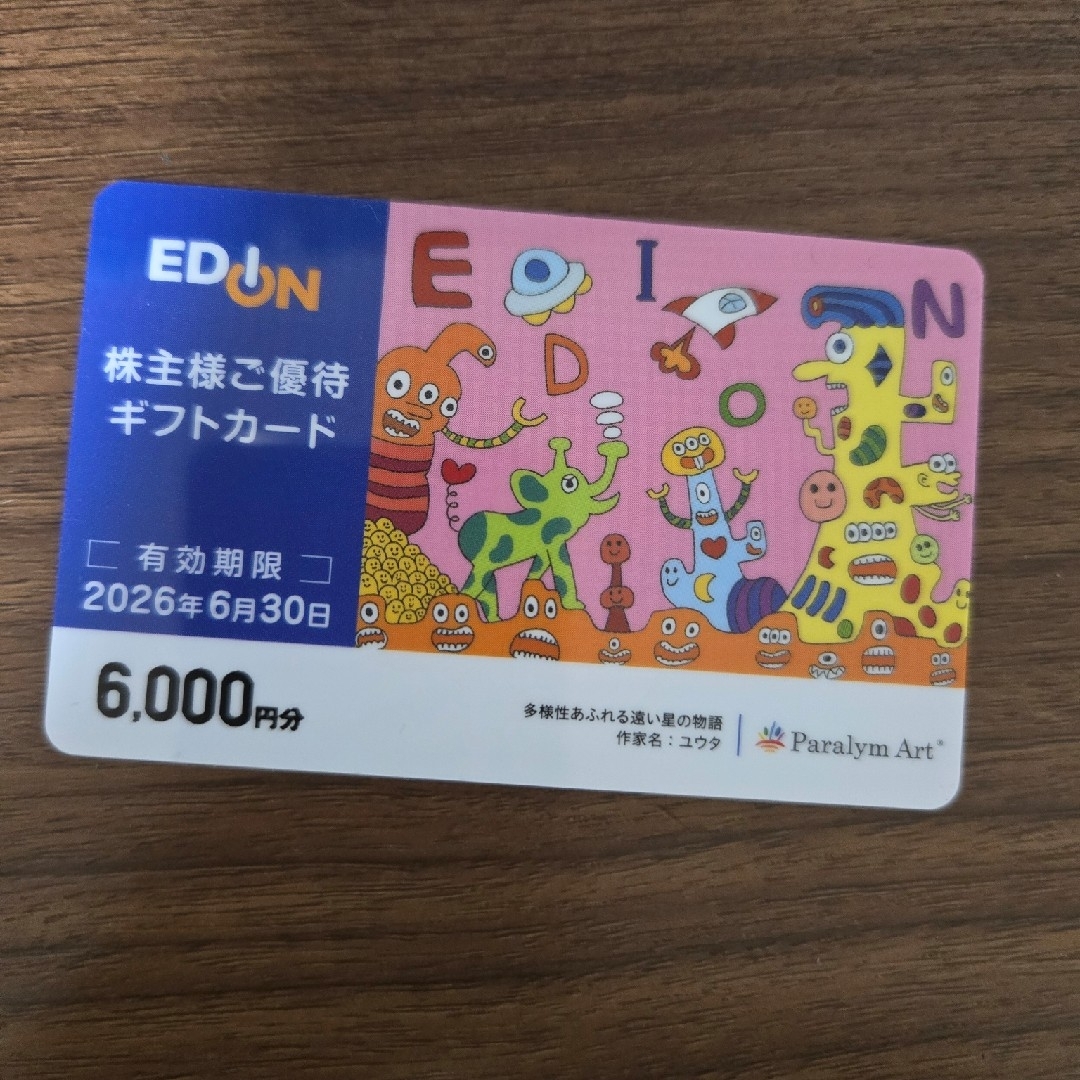 EDION
株主様ご優待
ギフトカード
有効期限
2026年6月30日
6,000円分
E D I O N
多様性あふれる遠い星の物語
作家名：ユウタ
Paralym Art®